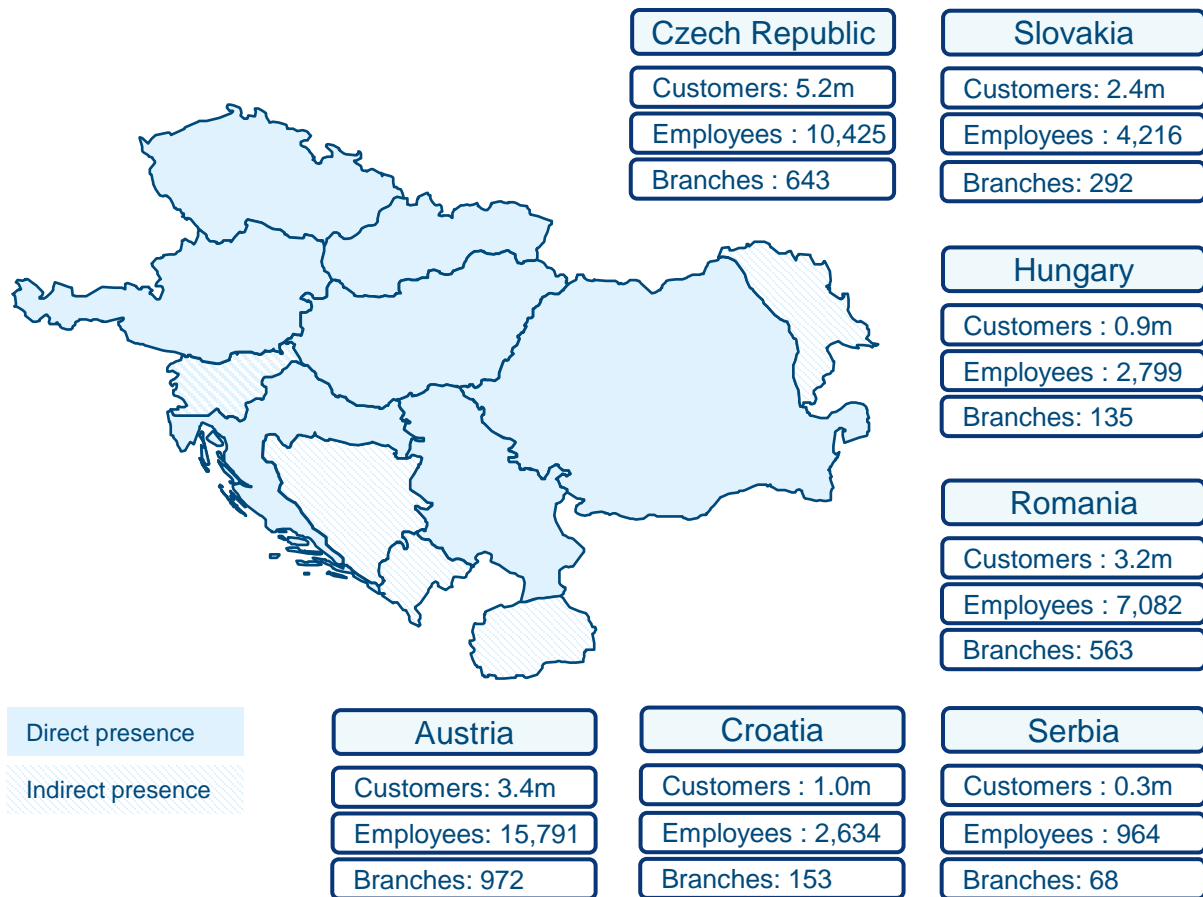 Czech Republic
Customers: 5.2m
Employees : 10,425
Branches : 643
Slovakia
Customers: 2.4m
Employees : 4,216
Branches: 292
Hungary
Customers : 0.9m
Employees : 2,799
Branches: 135
Romania
Customers : 3.2m
Employees : 7,082
Branches: 563
Direct presence
Indirect presence
Austria
Customers: 3.4m
Employees: 15,791
Branches: 972
Croatia
Customers : 1.0m
Employees : 2,634
Branches: 153
Serbia
Customers : 0.3m
Employees : 964
Branches: 68